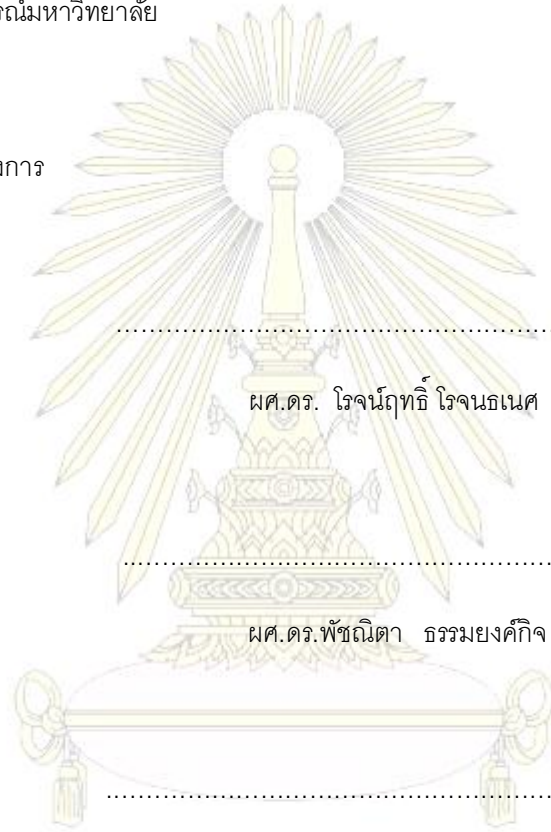 รณ์มหาวิทยาลัย
งการ
ผศ.ดร. โรจน์ฤทธิ์ โรจนธเนศ
ผศ.ดร.พัชณิตา ธรรมยงค์กิจ